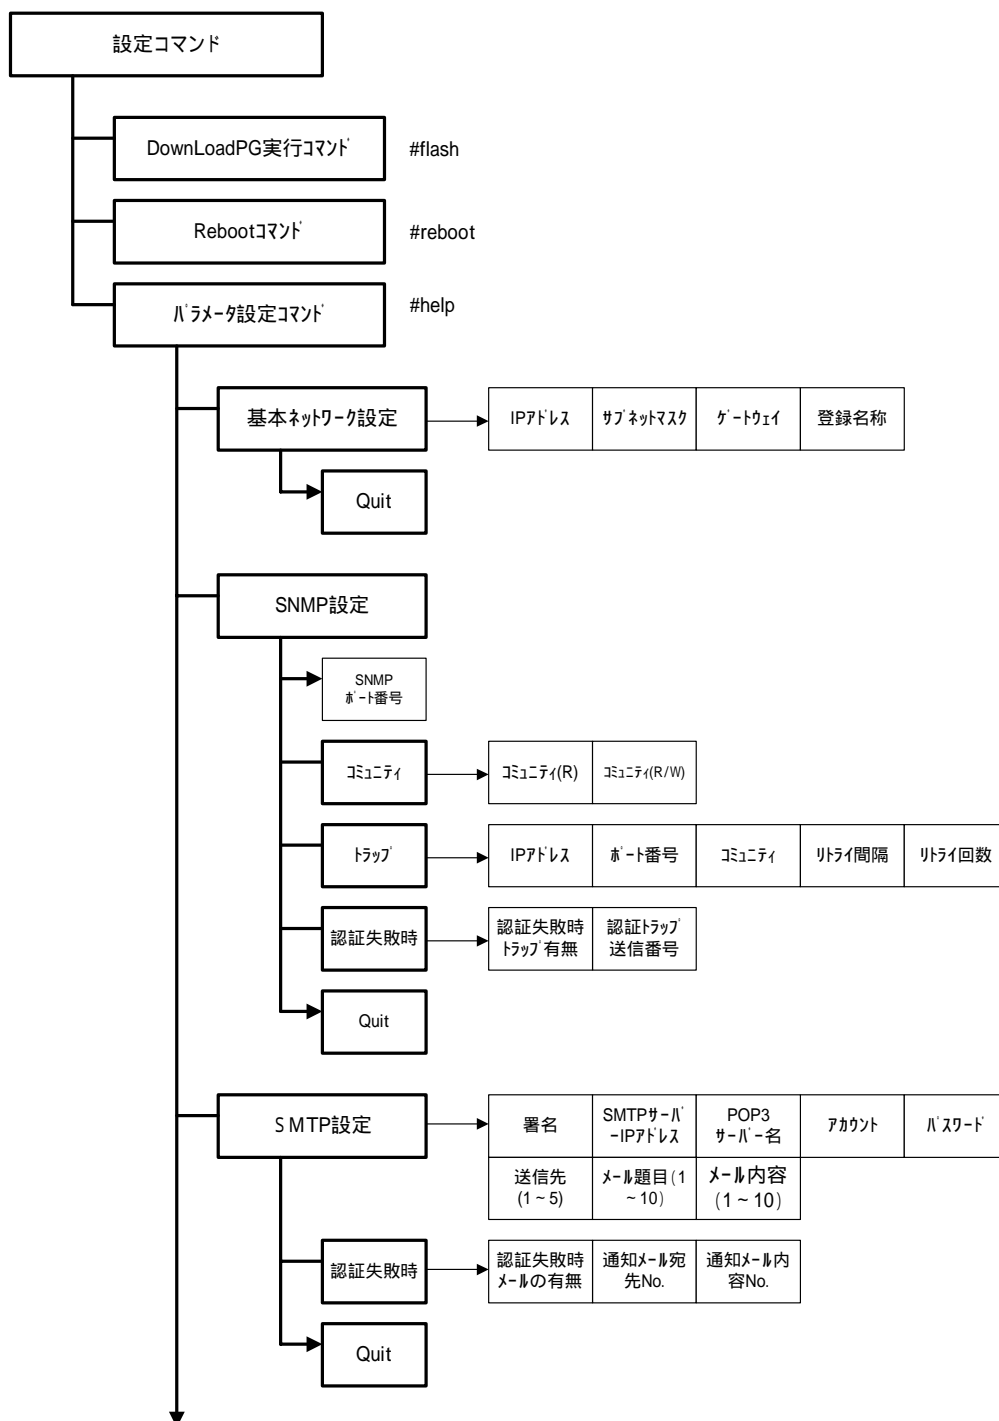 設定コマンド
DownLoadPG実行ｺﾏﾝﾄﾞ
#flash
Rebootｺﾏﾝﾄﾞ
#reboot
ﾊﾟﾗﾒｰﾀ設定ｺﾏﾝﾄﾞ
#help
基本ﾈｯﾄﾜｰｸ設定
IPｱﾄﾞﾚｽ
ｻﾌﾞﾈｯﾄﾏｽｸ
ｹﾞｰﾄｳｪｲ
登録名称
Quit
SNMP設定
SNMP
ﾎﾟｰﾄ番号
ｺﾐｭﾆﾃｨ
ｺﾐｭﾆﾃｨ(R)
ｺﾐｭﾆﾃｨ(R/W)
ﾄﾗｯﾌﾟ
IPｱﾄﾞﾚｽ
ﾎﾟｰﾄ番号
ｺﾐｭﾆﾃｨ
ﾘﾄﾗｲ間隔
ﾘﾄﾗｲ回数
認証失敗時
認証失敗時
ﾄﾗｯﾌﾟ有無
認証ﾄﾗｯﾌﾟ
送信番号
Quit
SMTP設定
署名
SMTPｻｰﾊﾞ
ｰIPｱﾄﾞﾚｽ
POP3
ｻｰﾊﾞｰ名
ｱｶｳﾝﾄ
ﾊﾟｽﾜｰﾄﾞ
送信先
(1～5)
ﾒｰﾙ題目(1
～10)
メール内容
(1～10)
認証失敗時
認証失敗時
ﾒｰﾙの有無
通知ﾒｰﾙ宛
先No.
通知ﾒｰﾙ内
容No.
Quit